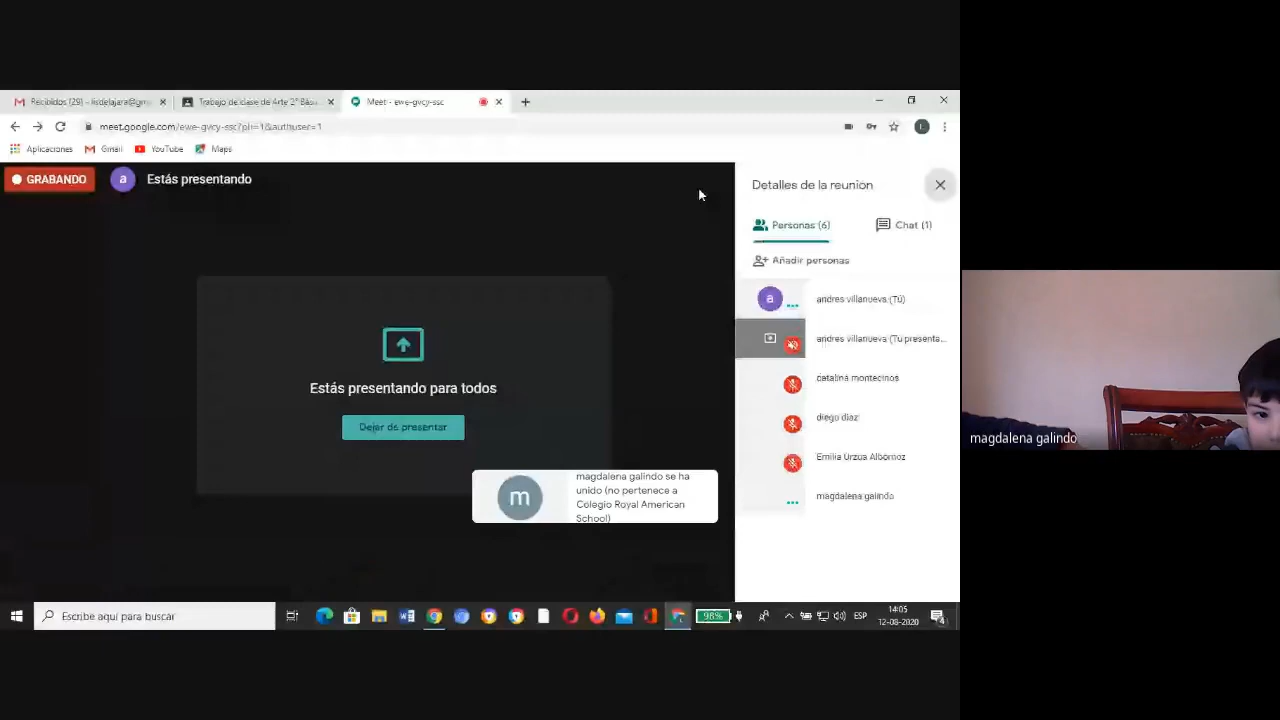 Recibidos (29) - lisdelajara@gm
Trabajo de clase de Arte 2° Bás
Meet - ewe-gvcy-ssc
meet.google.com/ewe-gvcy-ssc?pli=1&authuser=1
Aplicaciones
Gmail
YouTube
Maps
GRABANDO
a
Estás presentando
Detalles de la reunión
Personas (6)
Chat (1)
Añadir personas
a
andres villanueva (Tú)
andres villanueva (Tu presenta...
catalina montecinos
diego diaz
Emilia Urzua Albornoz
magdalena galindo
Estás presentando para todos
Dejar de presentar
m
magdalena galindo se ha
unido (no pertenece a
Colegio Royal American
School)
magdalena galindo
Escribe aquí para buscar
98%
ESP
14:05
12-08-2020
4